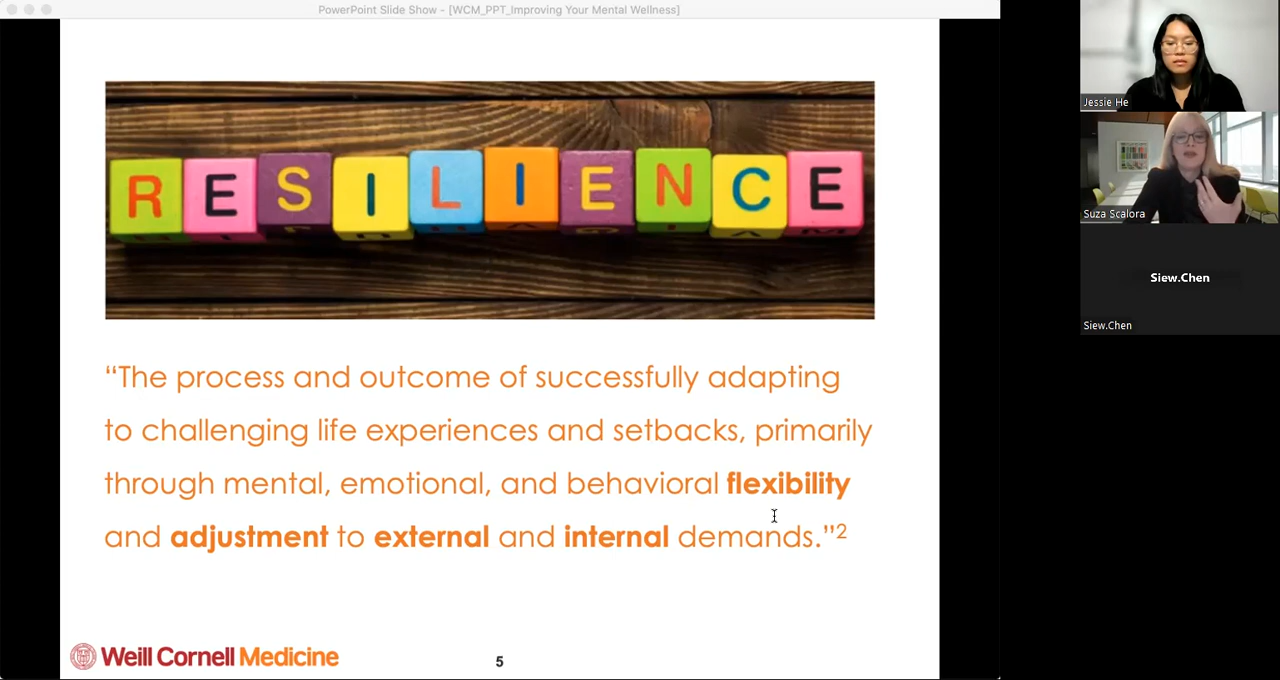 PowerPoint Slide Show - [WCM_PPT_Improving Your Mental Wellness]
RESILIENCE
“The process and outcome of successfully adapting
to challenging life experiences and setbacks, primarily
through mental, emotional, and behavioral flexibility
and adjustment to external and internal demands.”2
Weill Cornell Medicine
5
Jessie He
Suza Scalora
Siew.Chen
Siew.Chen